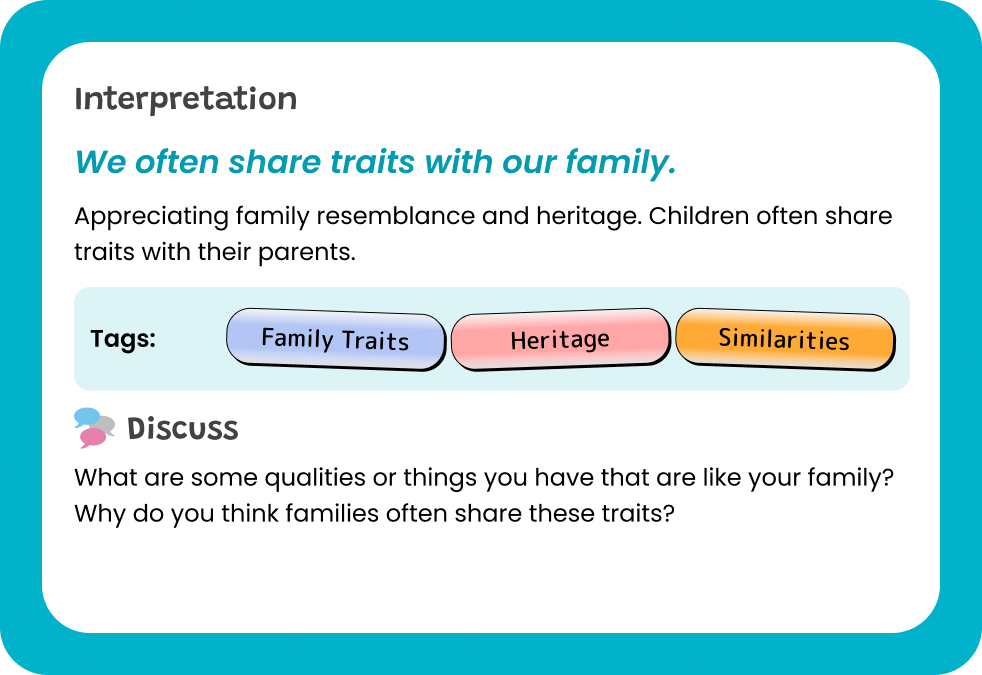 Interpretation
We often share traits with our family.
Appreciating family resemblance and heritage. Children often share
traits with their parents.
Tags: Family Traits Heritage Similarities
Discuss
What are some qualities or things you have that are like your family?
Why do you think families often share these traits?